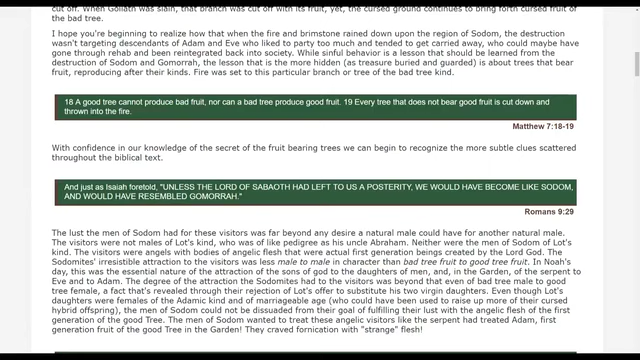 cut off. When Goliath was slain, that branch was cut off with its fruit, yet, the cursed ground continues to bring forth cursed fruit of
the bad tree.
I hope you're beginning to realize how that when the fire and brimstone rained down upon the region of Sodom, the destruction
wasn't targeting descendants of Adam and Eve who liked to party too much and tended to get carried away, who could maybe have
gone through rehab and been reintegrated back into society. While sinful behavior is a lesson that should be learned from the
destruction of Sodom and Gomorrah, the lesson that is the more hidden (as treasure buried and guarded) is about trees that bear
fruit, reproducing after their kinds. Fire was set to this particular branch or tree of the bad tree kind.
18 A good tree cannot produce bad fruit, nor can a bad tree produce good fruit. 19 Every tree that does not bear good fruit is cut down and
thrown into the fire.
Matthew 7:18-19
With confidence in our knowledge of the secret of the fruit bearing trees we can begin to recognize the more subtle clues scattered
throughout the biblical text.
And just as Isaiah foretold, "UNLESS THE LORD OF SABAOTH HAD LEFT TO US A POSTERITY, WE WOULD HAVE BECOME LIKE SODOM,
AND WOULD HAVE RESEMBLED GOMORRAH."
Romans 9:29
The lust the men of Sodom had for these visitors was far beyond any desire a natural male could have for another natural male.
The visitors were not males of Lot's kind, who was of like pedigree as his uncle Abraham. Neither were the men of Sodom of Lot's
kind. The visitors were angels with bodies of angelic flesh that were actual first generation beings created by the Lord God. The
Sodomites' irresistible attraction to the visitors was less male to male in character than bad tree fruit to good tree fruit. In Noah's
day, this was the essential nature of the attraction of the sons of god to the daughters of men, and, in the Garden, of the serpent
to Eve and to Adam. The degree of the attraction the Sodomites had to the visitors was beyond that even of bad tree male to good
tree female, a fact that's revealed through their rejection of Lot's offer to substitute his two virgin daughters. Even though Lot's
daughters were females of the Adamic kind and of marriageable age (who could have been used to raise up more of their cursed
hybrid offspring), the men of Sodom could not be dissuaded from their goal of fulfilling their lust with the angelic flesh of the first
generation of the good Tree. The men of Sodom wanted to treat these angelic visitors like the serpent had treated Adam, first
generation fruit of the good Tree in the Garden! They craved fornication with "strange" flesh!